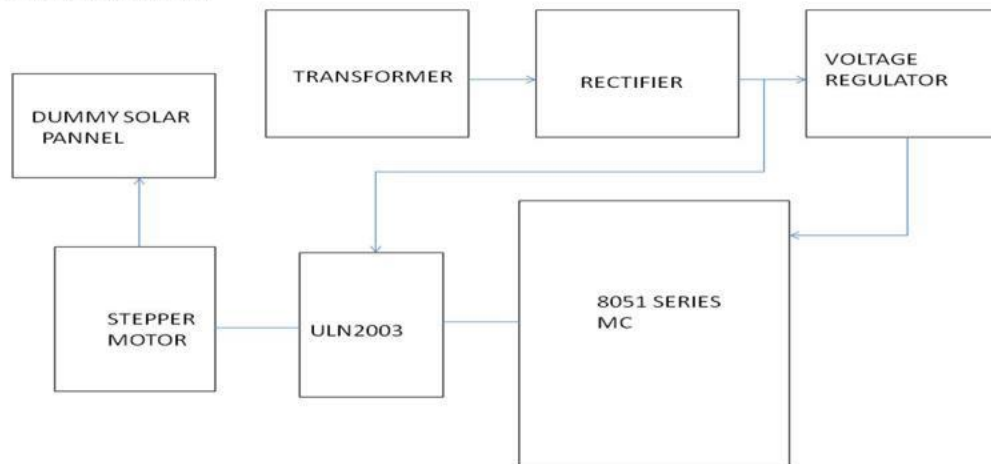 TRANSFORMER
RECTIFIER
VOLTAGE
REGULATOR
DUMMY SOLAR
PANNEL
STEPPER
MOTOR
ULN2003
8051 SERIES
MC